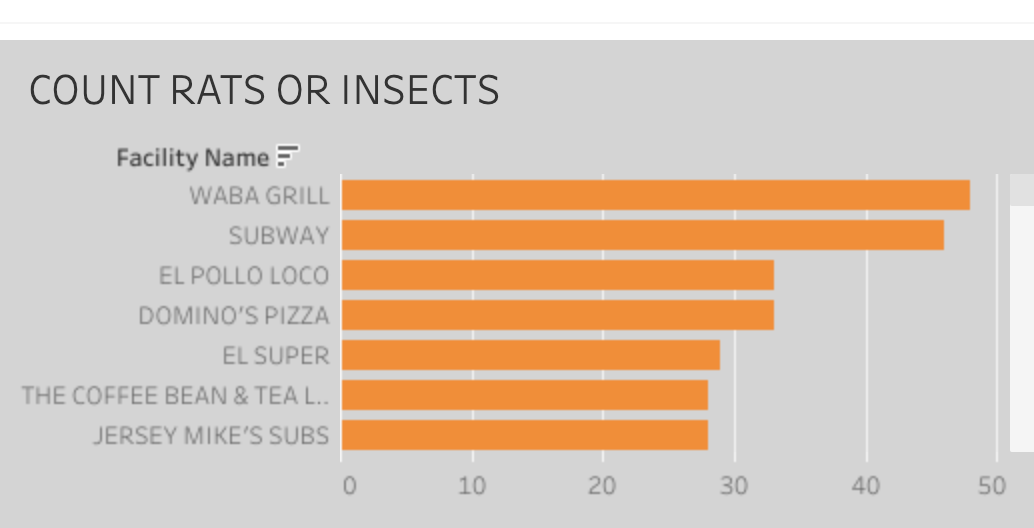 COUNT RATS OR INSECTS
Facility Name
WABA GRILL
SUBWAY
EL POLLO LOCO
DOMINO'S PIZZA
EL SUPER
THE COFFEE BEAN & TEA L..
JERSEY MIKE'S SUBS
0 10 20 30 40 50